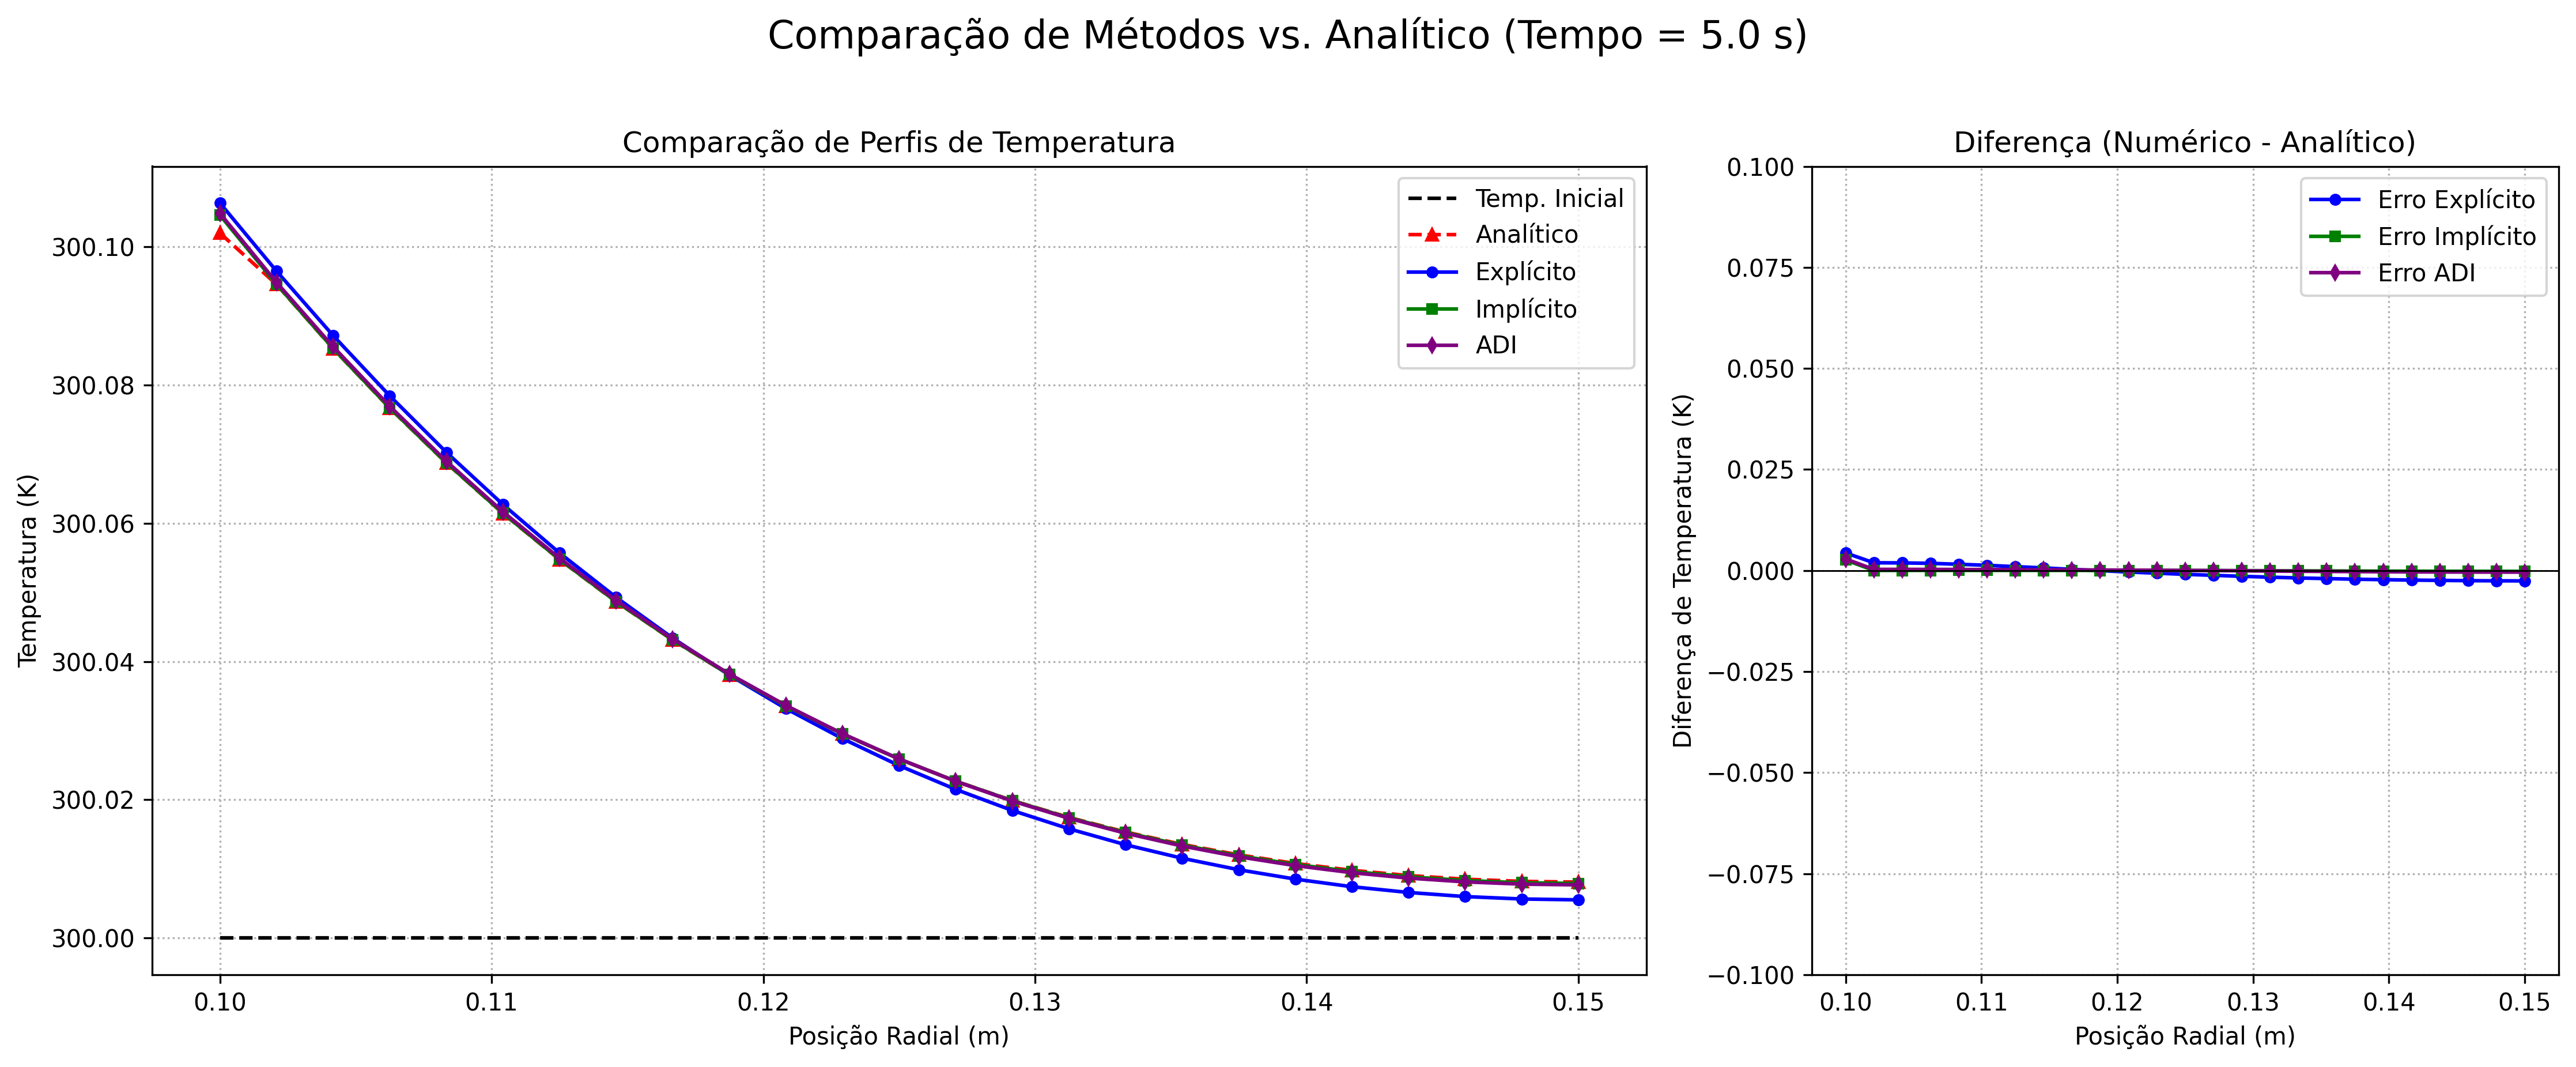 Comparação de Métodos vs. Analítico (Tempo = 5.0 s)
Comparação de Perfis de Temperatura
Temperatura (K)
300.10
300.08
300.06
300.04
300.02
300.00
0.10
0.11
0.12
0.13
0.14
0.15
Posição Radial (m)
Temp. Inicial
Analítico
Explícito
Implícito
ADI
Diferença (Numérico - Analítico)
Diferença de Temperatura (K)
0.100
0.075
0.050
0.025
0.000
−0.025
−0.050
−0.075
−0.100
0.10
0.11
0.12
0.13
0.14
0.15
Posição Radial (m)
Erro Explícito
Erro Implícito
Erro ADI